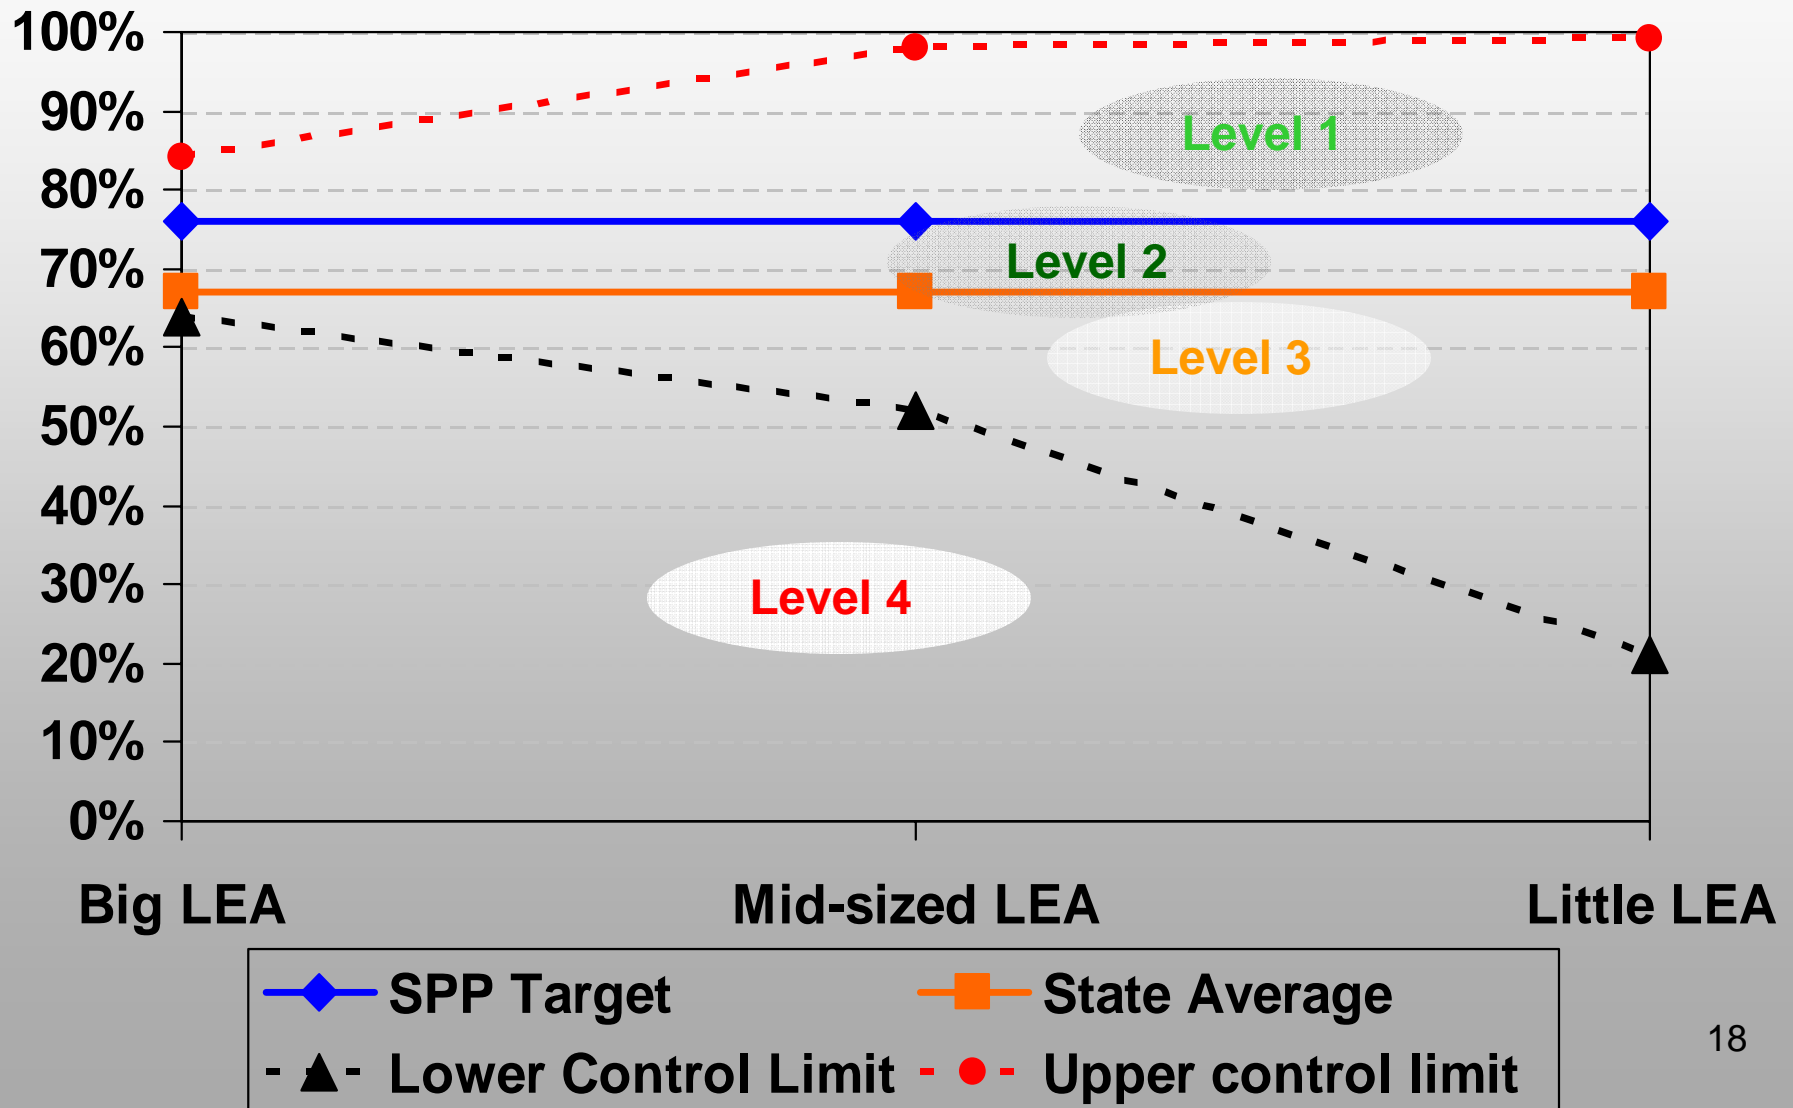 100%
90%
80%
70%
60%
50%
40%
30%
20%
10%
0%
Level 1
Level 2
Level 3
Level 4
Big LEA
Mid-sized LEA
Little LEA
SPP Target
State Average
Lower Control Limit
Upper control limit
18